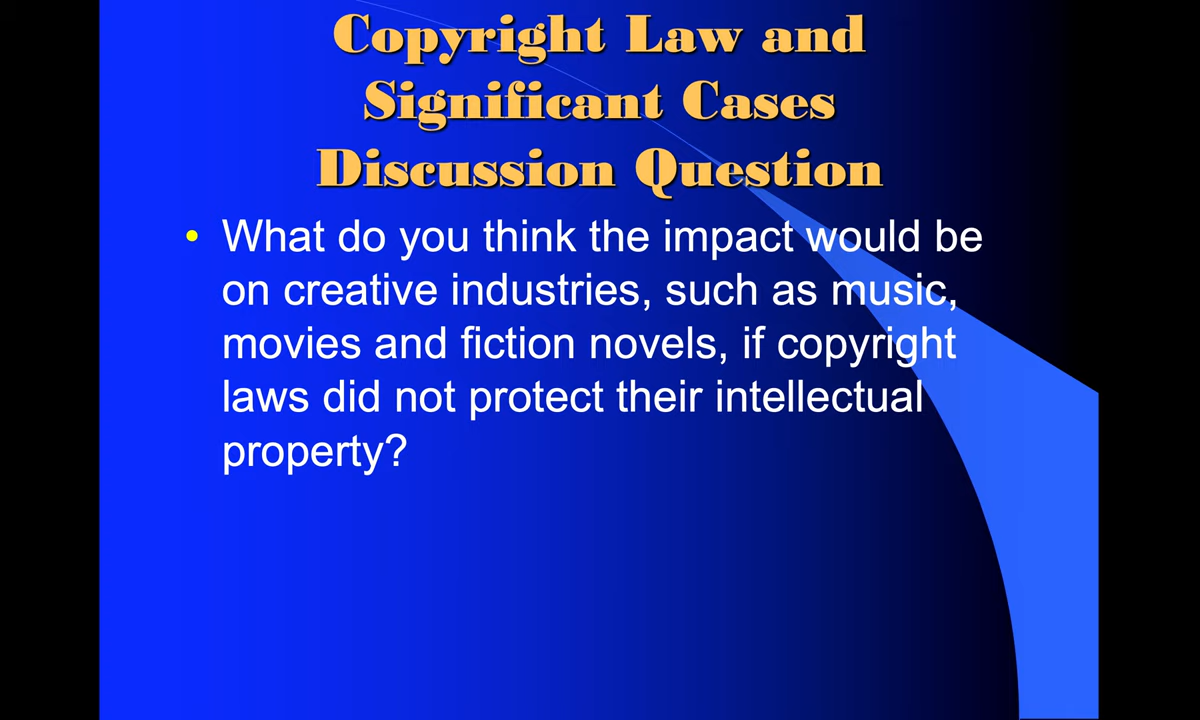 Copyright Law and
Significant Cases
Discussion Question
• What do you think the impact would be
on creative industries, such as music,
movies and fiction novels, if copyright
laws did not protect their intellectual
property?